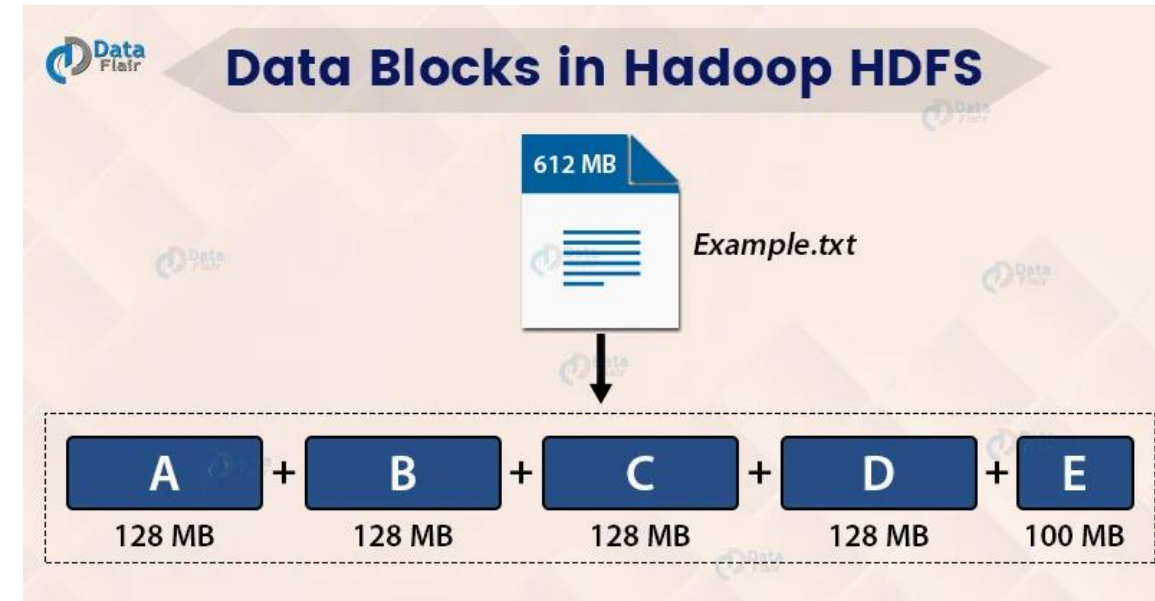 Data
Flair
Data Blocks in Hadoop HDFS
612 MB
Example.txt
A + B + C + D + E
128 MB 128 MB 128 MB 128 MB 100 MB